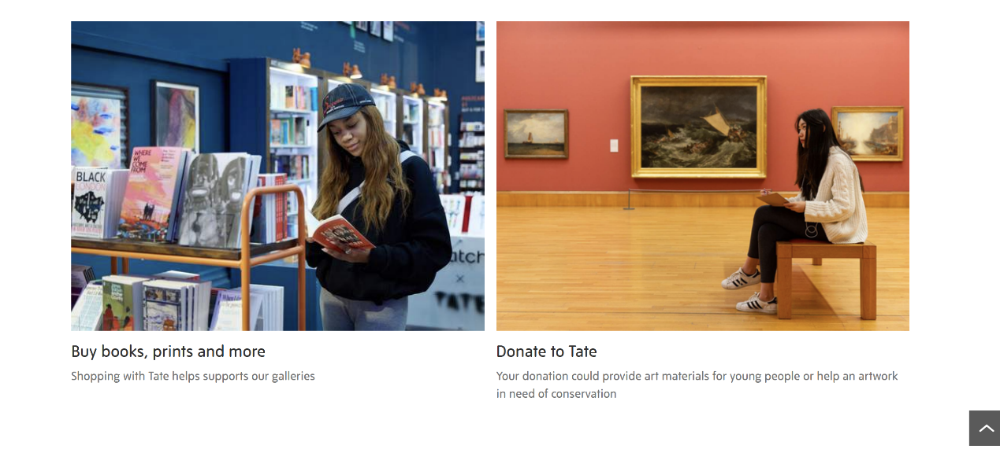 WHERE
WE
COME
FROM
BLACK
LONDON
atch
×
TATE
Buy books, prints and more
Donate to Tate
Shopping with Tate helps supports our galleries
Your donation could provide art materials for young people or help an artwork
in need of conservation